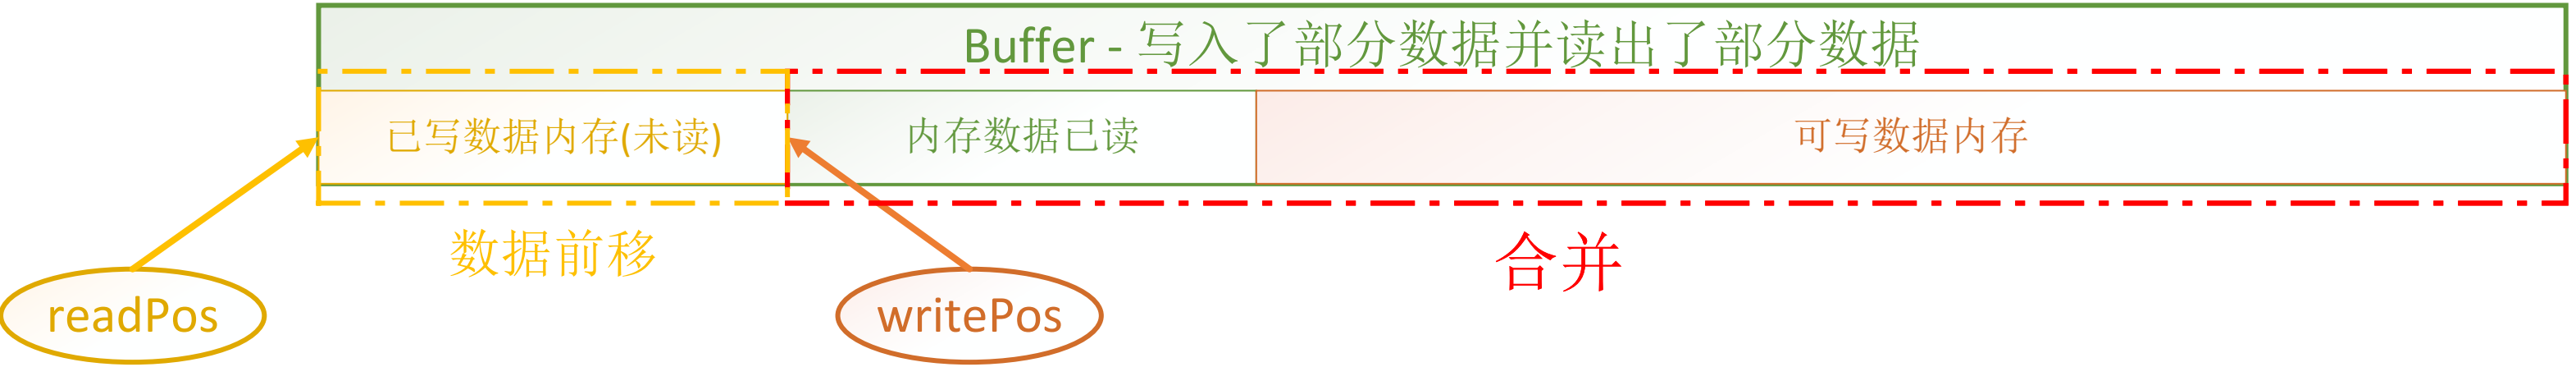 Buffer - 写入了部分数据并读出了部分数据
已写数据内存(未读)
内存数据已读
可写数据内存
数据前移
合并
readPos
writePos